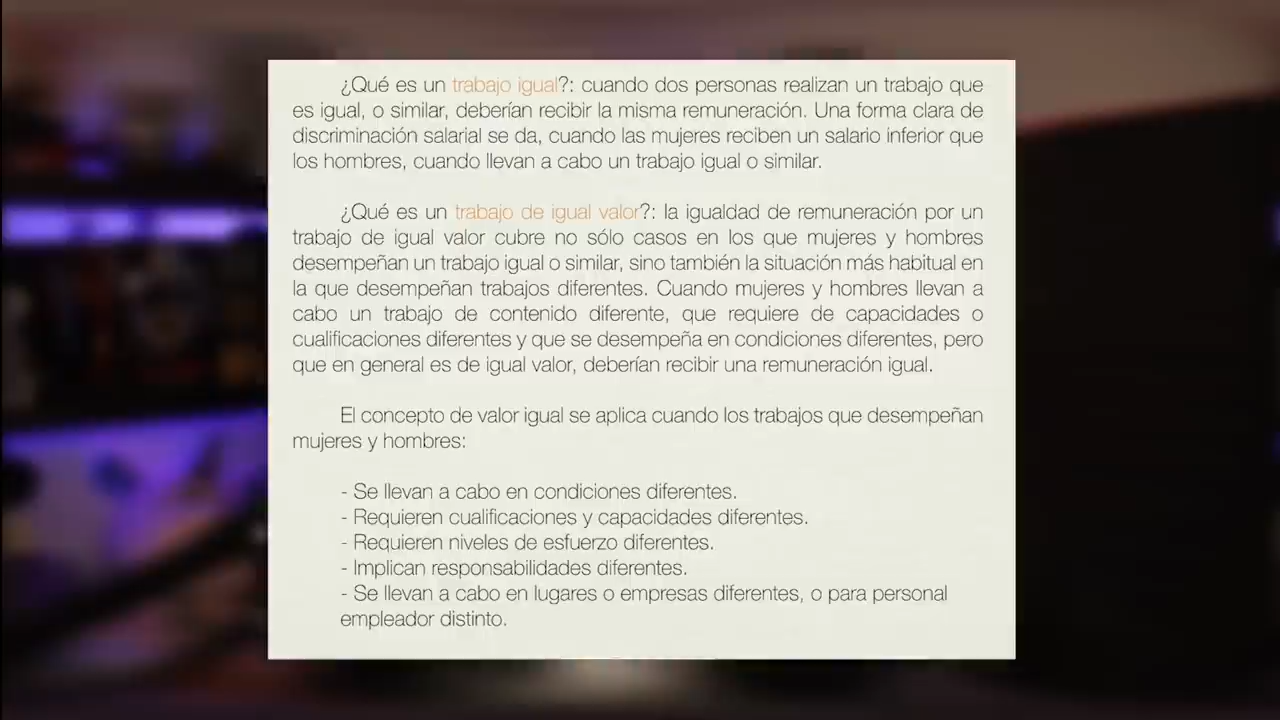 ¿Qué es un trabajo igual?: cuando dos personas realizan un trabajo que
es igual, o similar, deberían recibir la misma remuneración. Una forma clara de
discriminación salarial se da, cuando las mujeres reciben un salario inferior que
los hombres, cuando llevan a cabo un trabajo igual o similar.
¿Qué es un trabajo de igual valor?: la igualdad de remuneración por un
trabajo de igual valor cubre no sólo casos en los que mujeres y hombres
desempeñan un trabajo igual o similar, sino también la situación más habitual en
la que desempeñan trabajos diferentes. Cuando mujeres y hombres llevan a
cabo un trabajo de contenido diferente, que requiere de capacidades o
cualificaciones diferentes y que se desempeña en condiciones diferentes, pero
que en general es de igual valor, deberían recibir una remuneración igual.
El concepto de valor igual se aplica cuando los trabajos que desempeñan
mujeres y hombres:
- Se llevan a cabo en condiciones diferentes.
- Requieren cualificaciones y capacidades diferentes.
- Requieren niveles de esfuerzo diferentes.
- Implican responsabilidades diferentes.
- Se llevan a cabo en lugares o empresas diferentes, o para personal
empleador distinto.